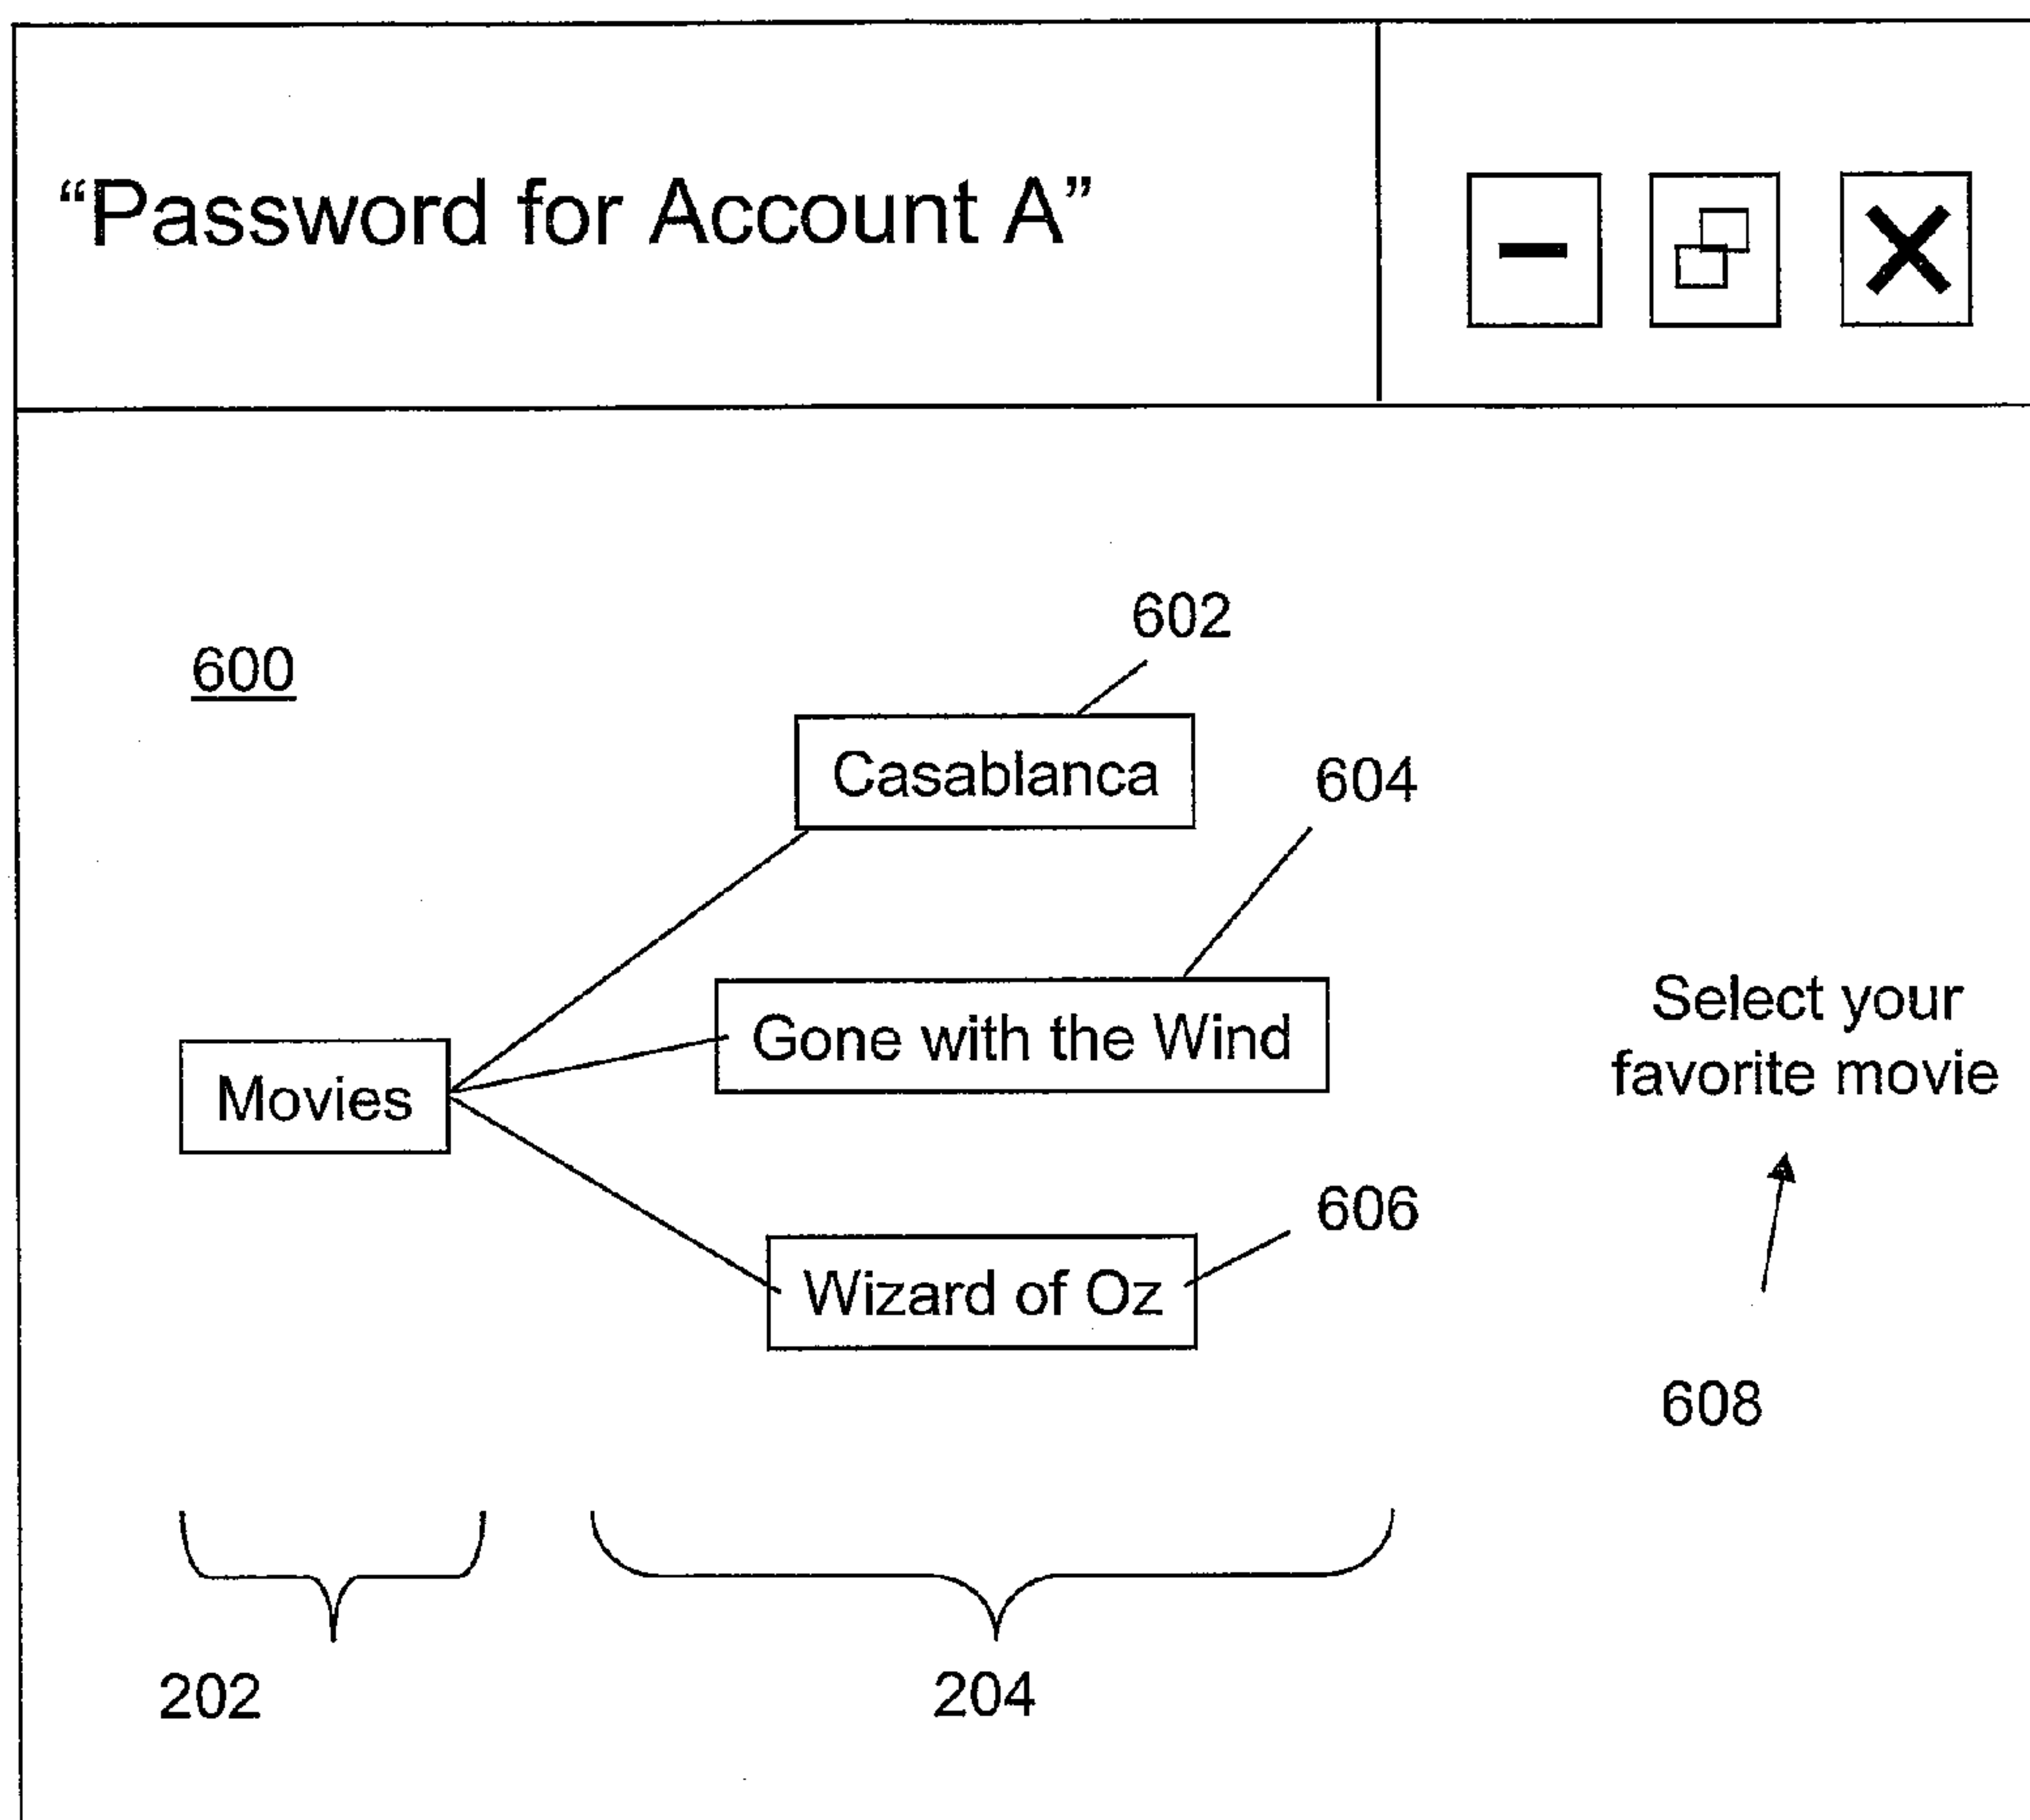 “Password for Account A”
600
602
Casablanca
604
Gone with the Wind
Select your
favorite movie
Movies
606
Wizard of Oz
608
202
204